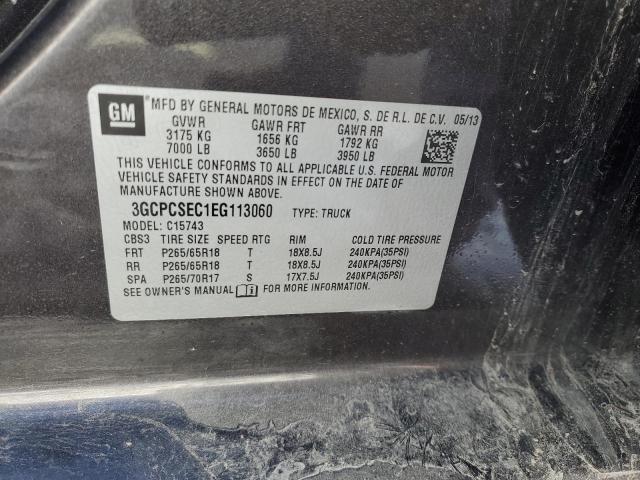 GM
MFD BY GENERAL MOTORS DE MEXICO, S. DE R.L. DE C.V. 05/13
GVWR GAWR FRT GAWR RR
3175 KG 1656 KG 1792 KG
7000 LB 3650 LB 3950 LB
THIS VEHICLE CONFORMS TO ALL APPLICABLE U.S. FEDERAL MOTOR
VEHICLE SAFETY STANDARDS IN EFFECT ON THE DATE OF
MANUFACTURE SHOWN ABOVE.
3GCPCSEC1EG113060 TYPE: TRUCK
MODEL: C15743
CBS3 TIRE SIZE SPEED RTG RIM COLD TIRE PRESSURE
FRT P265/65R18 T 18X8.5J 240KPA(35PSI)
RR P265/65R18 T 18X8.5J 240KPA(35PSI)
SPA P265/70R17 S 17X7.5J 240KPA(35PSI)
SEE OWNER'S MANUAL FOR MORE INFORMATION